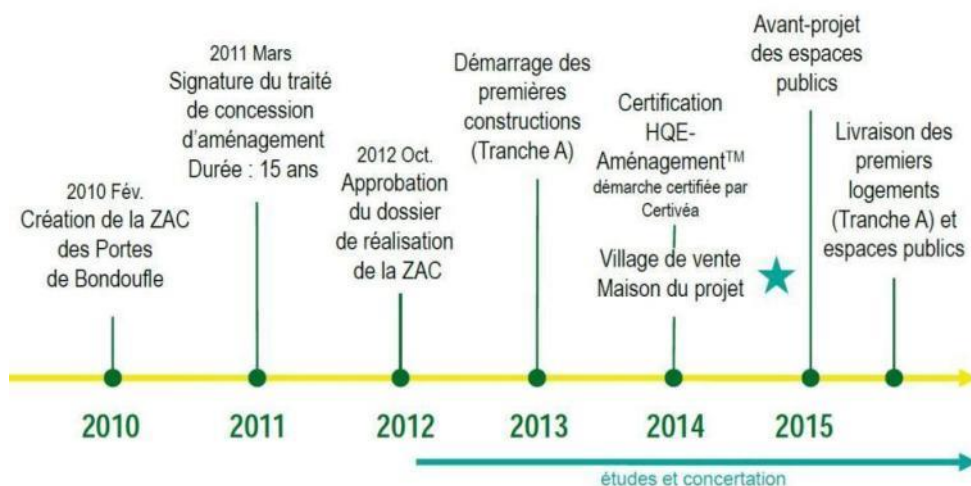 2010 Fév.
Création de la ZAC
des Portes
de Bondoufle
2011 Mars
Signature du traité
de concession
d'aménagement
Durée : 15 ans
2012 Oct.
Approbation
du dossier
de réalisation
de la ZAC
Démarrage des
premières
constructions
(Tranche A)
Certification
HQE-
Aménagement™
démarche certifiée par
Certivéa
Village de vente
Maison du projet
Avant-projet
des espaces
publics
Livraison des
premiers
logements
(Tranche A) et
espaces publics
2010
2011
2012
2013
2014
2015
études et concertation